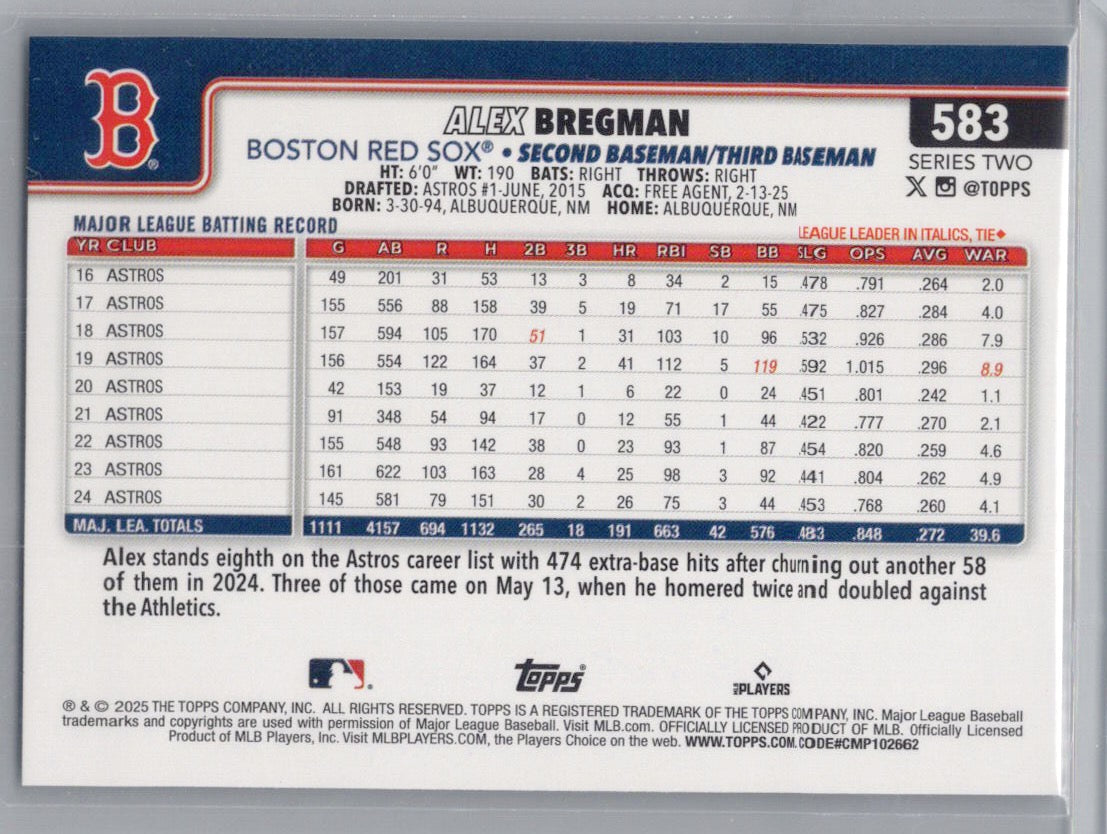 B
ALEX BREGMAN
583
BOSTON RED SOX® • SECOND BASEMAN/THIRD BASEMAN
SERIES TWO
HT: 6'0" WT: 190 BATS: RIGHT THROWS: RIGHT
DRAFTED: ASTROS #1-JUNE, 2015 ACQ: FREE AGENT, 2-13-25
@TOPPS
BORN: 3-30-94, ALBUQUERQUE, NM HOME: ALBUQUERQUE, NM
MAJOR LEAGUE BATTING RECORD
LEAGUE LEADER IN ITALICS, TIE◆
YR CLUB G AB R H 2B 3B HR RBI SB BB SLG OPS AVG WAR
16 ASTROS 49 201 31 53 13 3 8 34 2 15 .478 .791 .264 2.0
17 ASTROS 155 556 88 158 39 5 19 71 17 55 .475 .827 .284 4.0
18 ASTROS 157 594 105 170 51 1 31 103 10 96 .532 .926 .286 7.9
19 ASTROS 156 554 122 164 37 2 41 112 5 119 .592 1.015 .296 8.9
20 ASTROS 42 153 19 37 12 1 6 22 0 24 .451 .801 .242 1.1
21 ASTROS 91 348 54 94 17 0 12 55 1 44 .422 .777 .270 2.1
22 ASTROS 155 548 93 142 38 0 23 93 1 87 .454 .820 .259 4.6
23 ASTROS 161 622 103 163 28 4 25 98 3 92 .441 .804 .262 4.9
24 ASTROS 145 581 79 151 30 2 26 75 3 44 .453 .768 .260 4.1
MAJ. LEA. TOTALS 1111 4157 694 1132 265 18 191 663 42 576 .483 .848 .272 39.6
Alex stands eighth on the Astros career list with 474 extra-base hits after churning out another 58
of them in 2024. Three of those came on May 13, when he homered twice and doubled against
the Athletics.
TOPPS®
MLB PLAYERS
® & © 2025 THE TOPPS COMPANY, INC. ALL RIGHTS RESERVED. TOPPS IS A REGISTERED TRADEMARK OF THE TOPPS COMPANY, INC. Major League Baseball
trademarks and copyrights are used with permission of Major League Baseball. Visit MLB.com. OFFICIALLY LICENSED PRODUCT OF MLB. Officially Licensed
Product of MLB Players, Inc. Visit MLBPLAYERS.COM, the Players Choice on the web. WWW.TOPPS.COM. CODE#CMP102662